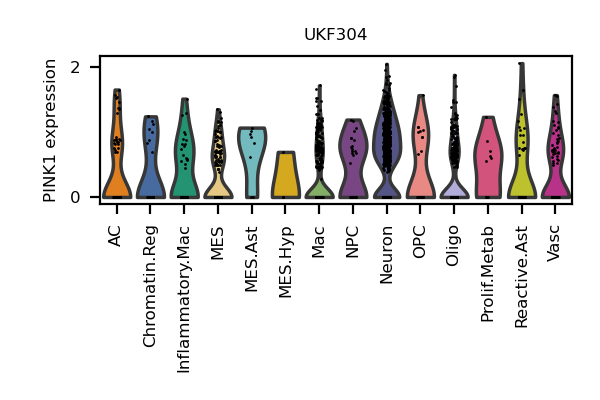 UKF304
PINK1 expression
2
0
AC
Chromatin.Reg
Inflammatory.Mac
MES
MES.Ast
MES.Hyp
Mac
NPC
Neuron
OPC
Oligo
Prolif.Metab
Reactive.Ast
Vasc